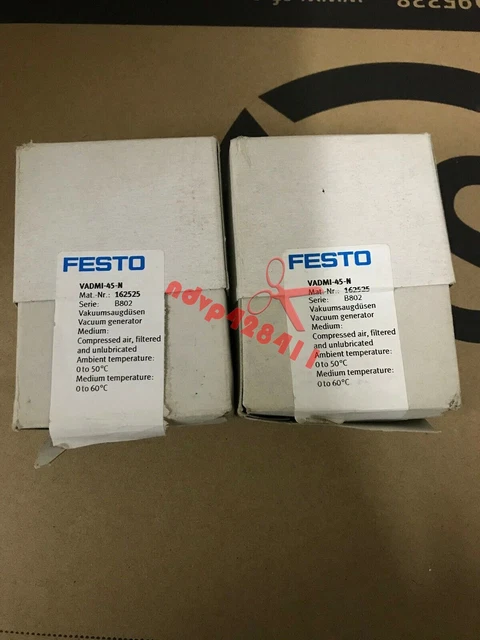 95228
FESTO
VADMI-45-N
Mat.-Nr.: 162525
Serie: B802
Vakuumsaugdüsen
Vacuum generator
Medium:
Compressed air, filtered
and unlubricated
Ambient temperature:
0 to 50°C
Medium temperature:
0 to 60°C
FESTO
VADMI-45-N
Mat.-Nr.: 162525
Serie: B802
Vakuumsaugdüsen
Vacuum generator
Medium:
Compressed air, filtered
and unlubricated
Ambient temperature:
0 to 50°C
Medium temperature:
0 to 60°C
ndvp428411